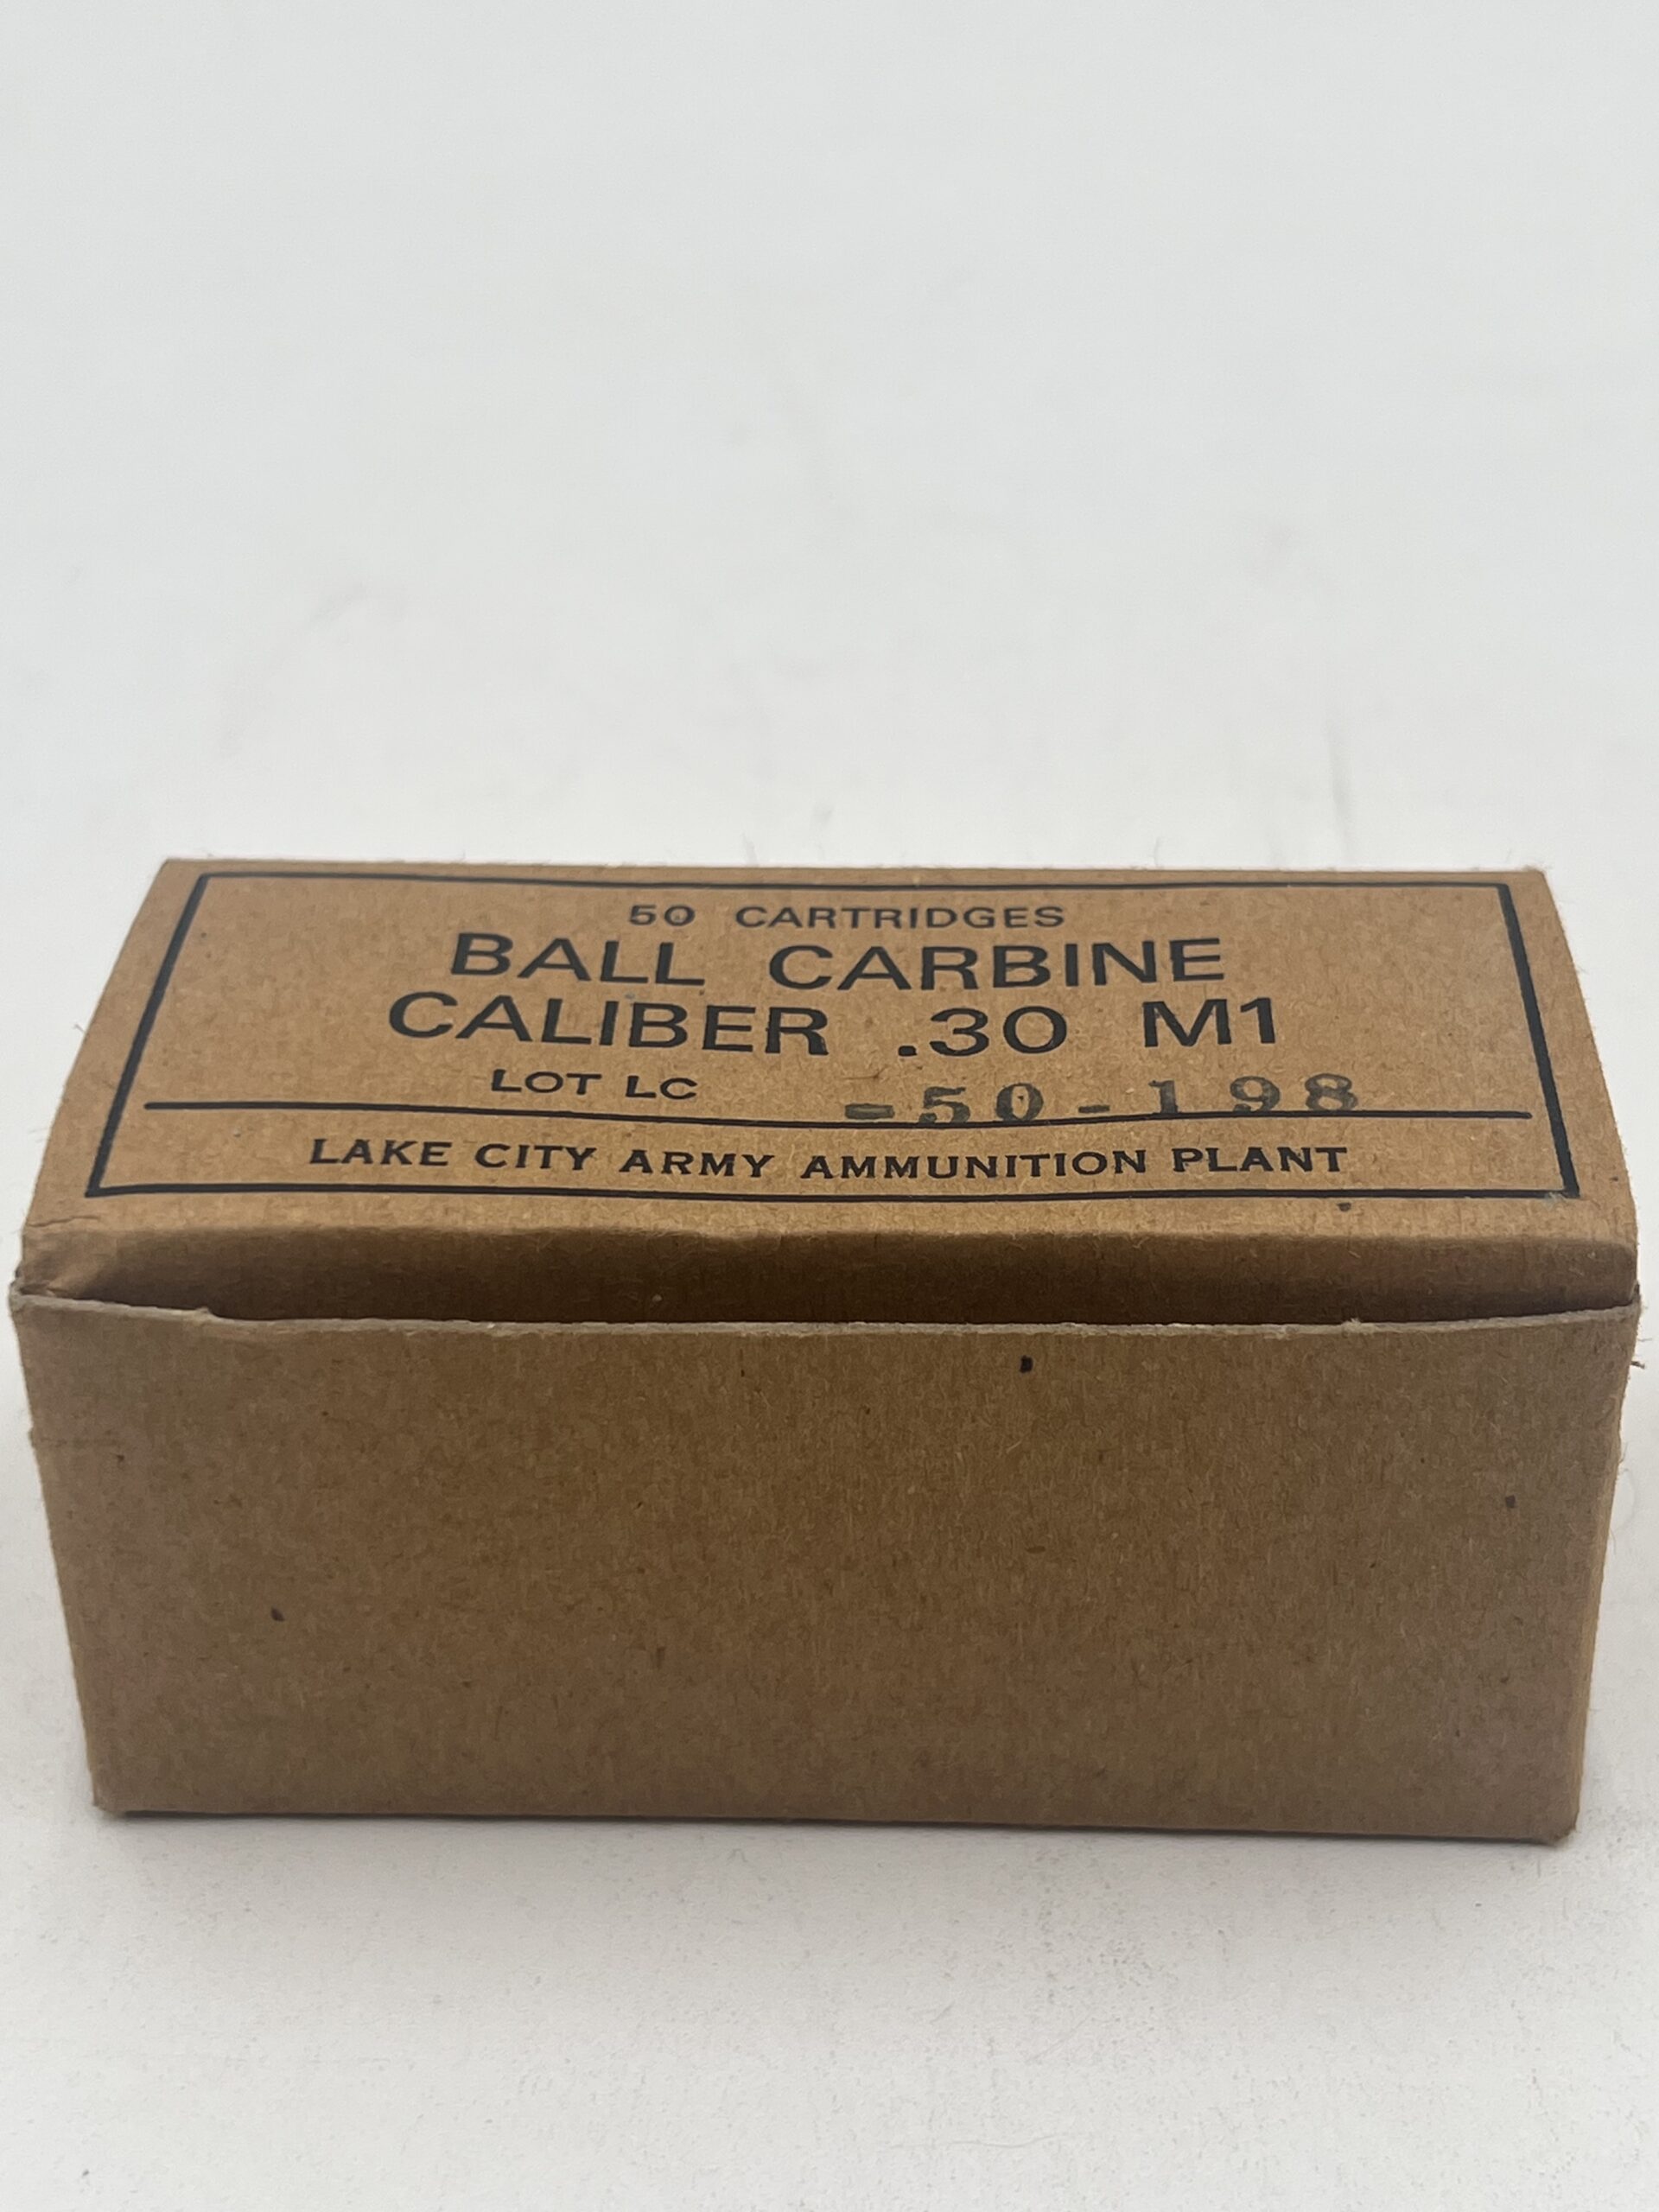 50 CARTRIDGES
BALL CARBINE
CALIBER .30 M1
LOT LC -50-198
LAKE CITY ARMY AMMUNITION PLANT